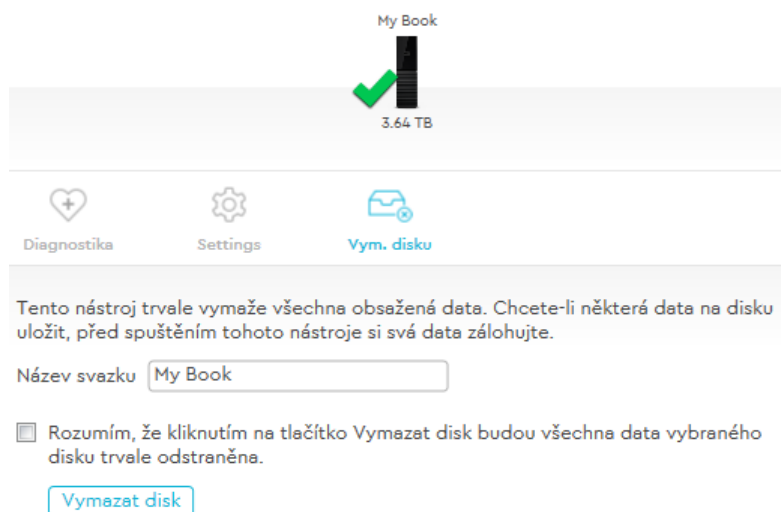 My Book
3.64 TB
Diagnostika
Settings
Vym. disku
Tento nástroj trvale vymaže všechna obsažená data. Chcete-li některá data na disku
uložit, před spuštěním tohoto nástroje si svá data zálohujte.
Název svazku My Book
Rozumím, že kliknutím na tlačítko Vymazat disk budou všechna data vybraného
disku trvale odstraněna.
Vymazat disk